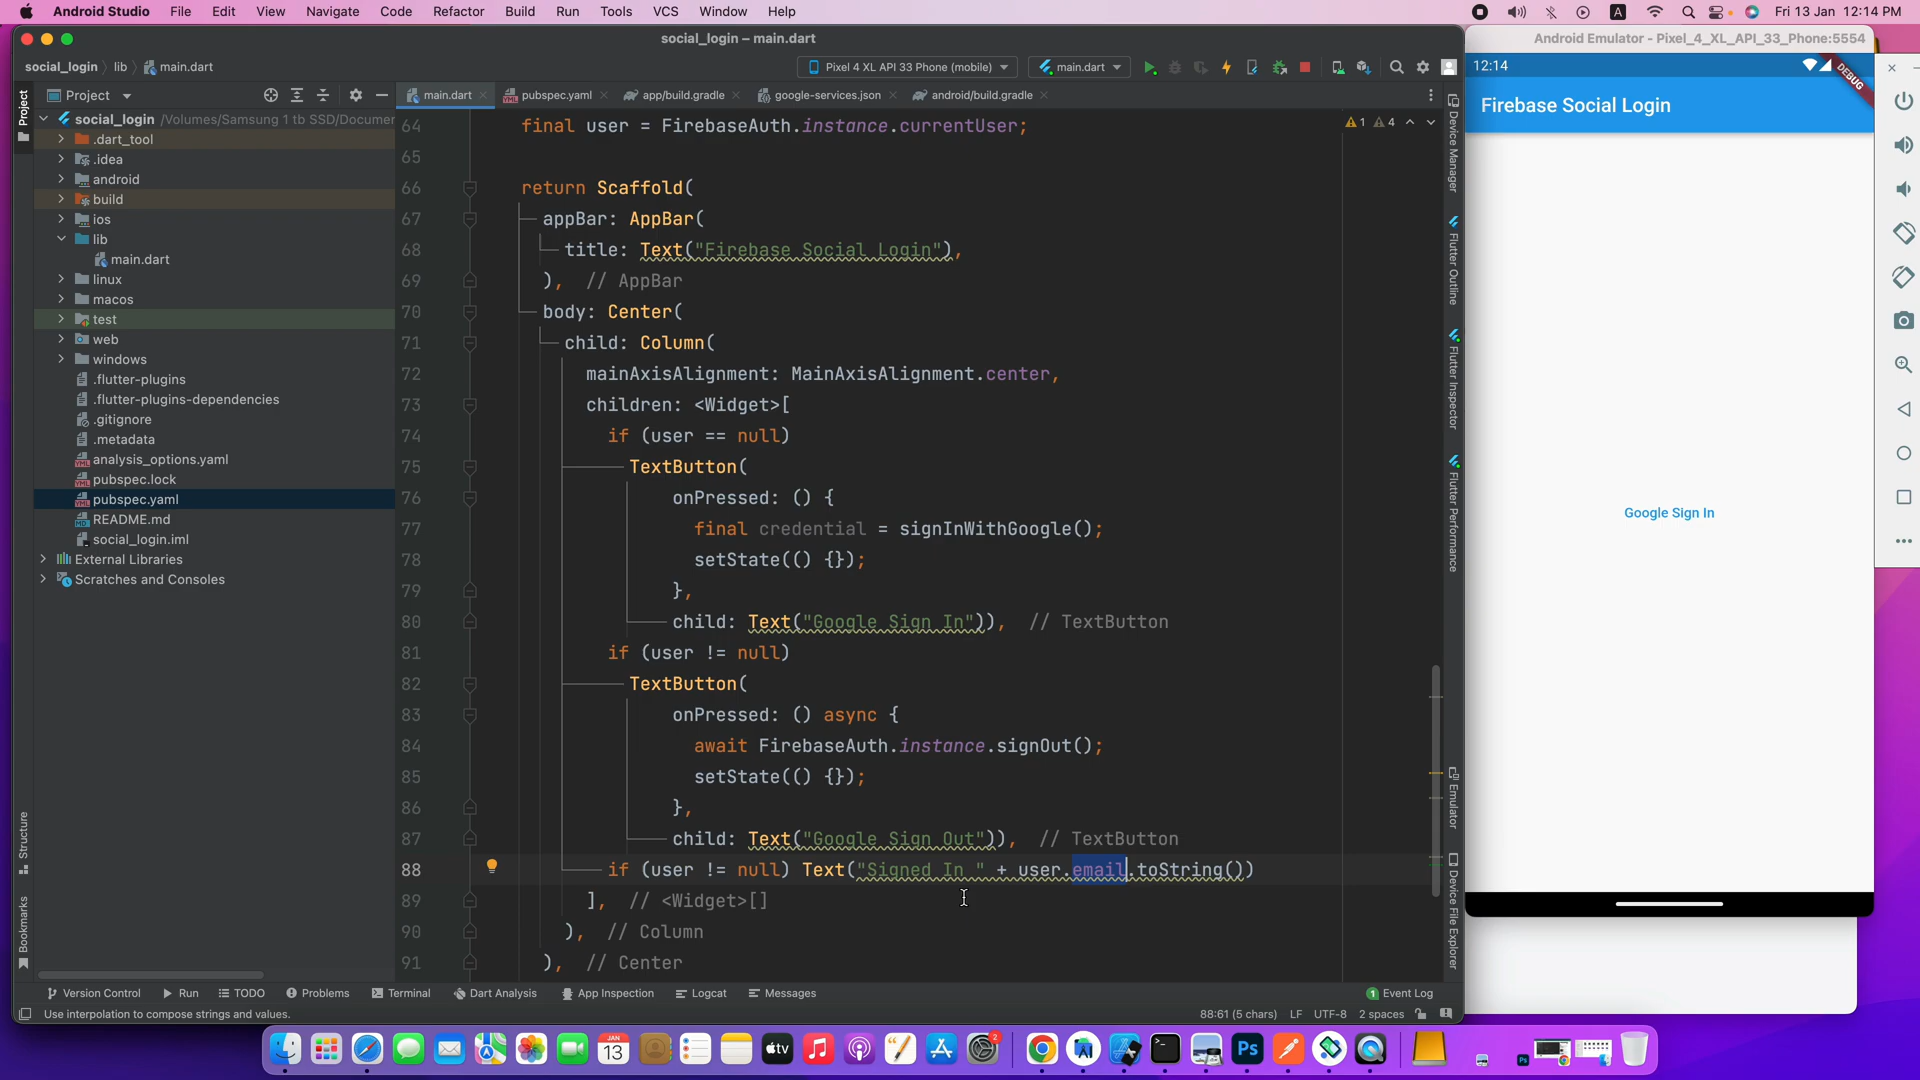 Android Studio File Edit View Navigate Code Refactor Build Run Tools VCS Window Help
A Fri 13 Jan 12:14 PM
social_login – main.dart
Android Emulator - Pixel_4_XL_API_33_Phone:5554
social_login lib main.dart
Pixel 4 XL API 33 Phone (mobile) main.dart
12:14
DEBUG
Firebase Social Login
Project
main.dart pubspec.yaml app/build.gradle google-services.json android/build.gradle
social_login /Volumes/Samsung 1 tb SSD/Documen
.dart_tool
.idea
android
build
ios
lib
main.dart
linux
macos
test
web
windows
.flutter-plugins
.flutter-plugins-dependencies
.gitignore
.metadata
analysis_options.yaml
pubspec.lock
pubspec.yaml
README.md
social_login.iml
External Libraries
Scratches and Consoles
Project
Structure
Bookmarks
1 4
64 final user = FirebaseAuth.instance.currentUser;
65
66 return Scaffold(
67 appBar: AppBar(
68 title: Text("Firebase Social Login"),
69 ), // AppBar
70 body: Center(
71 child: Column(
72 mainAxisAlignment: MainAxisAlignment.center,
73 children: <Widget>[
74 if (user == null)
75 TextButton(
76 onPressed: () {
77 final credential = signInWithGoogle();
78 setState(() {});
79 },
80 child: Text("Google Sign In")), // TextButton
81 if (user != null)
82 TextButton(
83 onPressed: () async {
84 await FirebaseAuth.instance.signOut();
85 setState(() {});
86 },
87 child: Text("Google Sign Out")), // TextButton
88 if (user != null) Text("Signed In " + user.email.toString())
89 ], // <Widget>[]
90 ), // Column
91 ), // Center
Device Manager
Flutter Outline
Flutter Inspector
Flutter Performance
Emulator
Device File Explorer
Google Sign In
Version Control Run TODO Problems Terminal Dart Analysis App Inspection Logcat Messages
1 Event Log
Use interpolation to compose strings and values.
88:61 (5 chars) LF UTF-8 2 spaces
JAN
13
tv
2
Ps